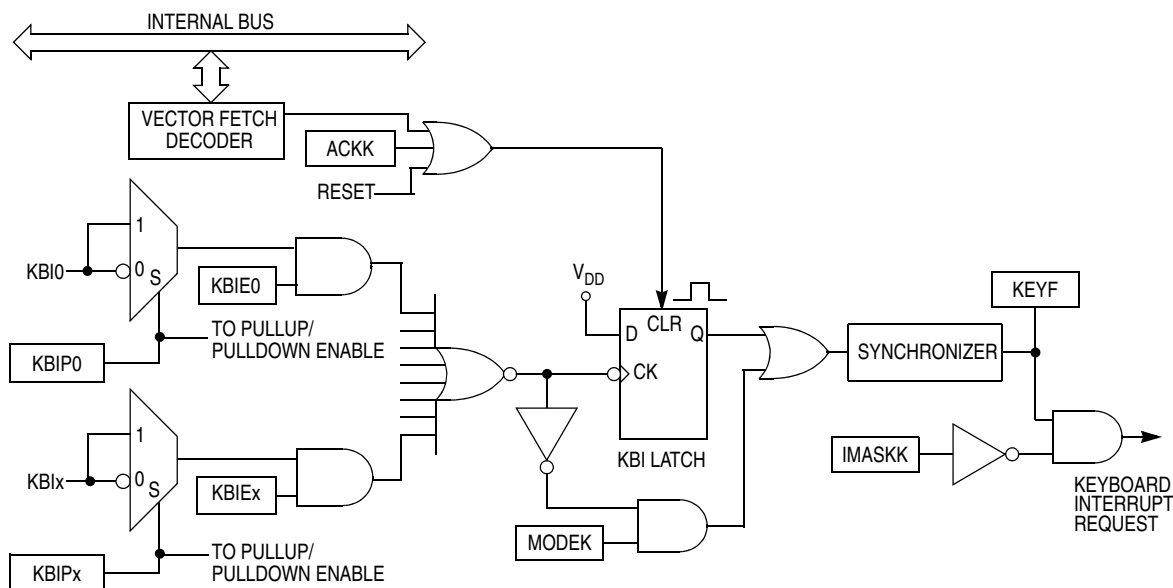 INTERNAL BUS
VECTOR FETCH
DECODER
ACKK
RESET
1
KBI0
0
S
KBIE0
TO PULLUP/
PULLDOWN ENABLE
KBIP0
VDD
D
CLR
Q
CK
KBI LATCH
SYNCHRONIZER
KEYF
1
KBIx
0
S
KBIEx
TO PULLUP/
PULLDOWN ENABLE
KBIPx
MODEK
IMASKK
KEYBOARD
INTERRUPT
REQUEST